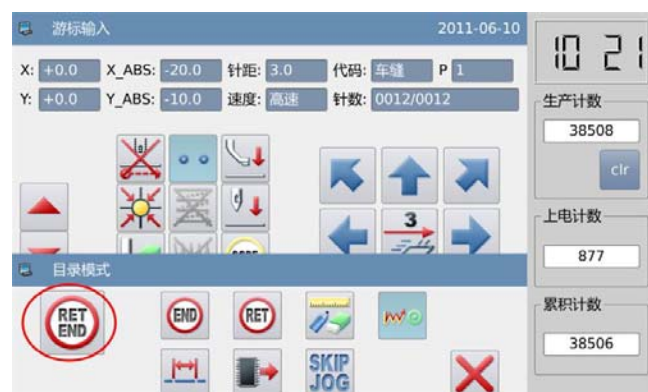 游标输入 2011-06-10
X: +0.0 X_ABS: -20.0 针距: 3.0 代码: 车缝 P 1
Y: +0.0 Y_ABS: -10.0 速度: 高速 针数: 0012/0012
10 21
生产计数
38508
clr
3
上电计数
877
目录模式
RET
END
END
RET
SKIP
JOG
累积计数
38506